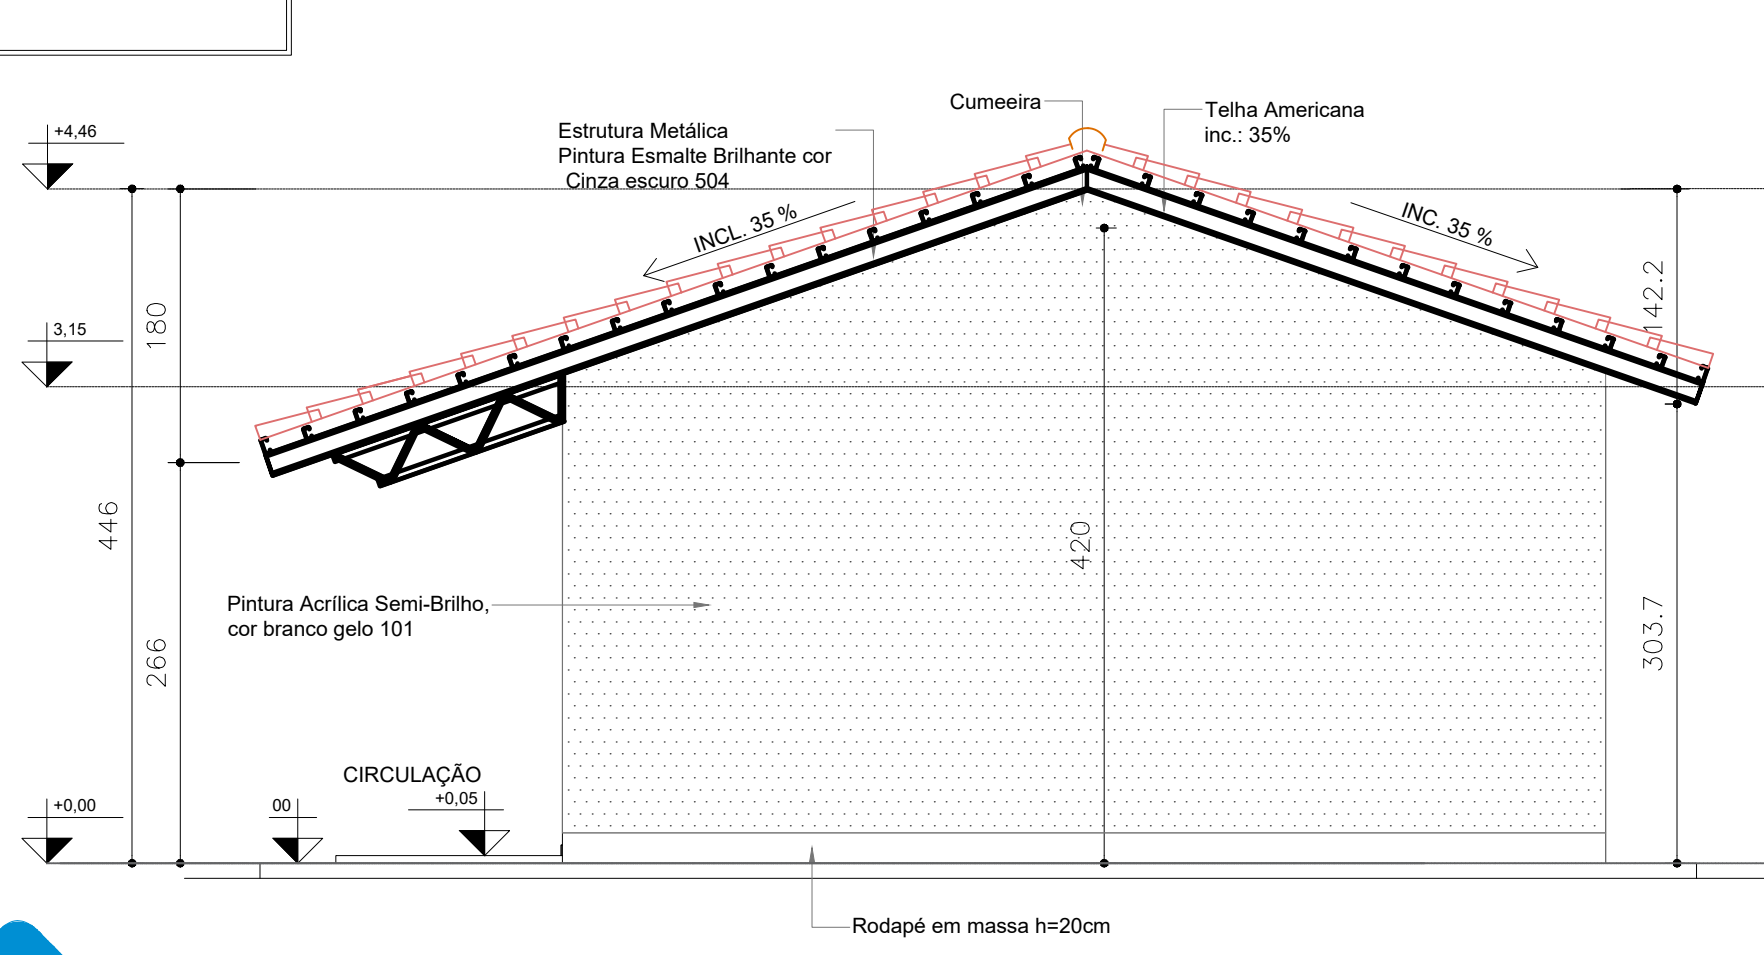 Cumeeira
Telha Americana
inc.: 35%
Estrutura Metálica
Pintura Esmalte Brilhante cor
Cinza escuro 504
+4,46
INCL. 35 %
INC. 35 %
142.2
180
3,15
446
420
266
303.7
Pintura Acrílica Semi-Brilho,
cor branco gelo 101
CIRCULAÇÃO
+0,05
+0,00
00
Rodapé em massa h=20cm